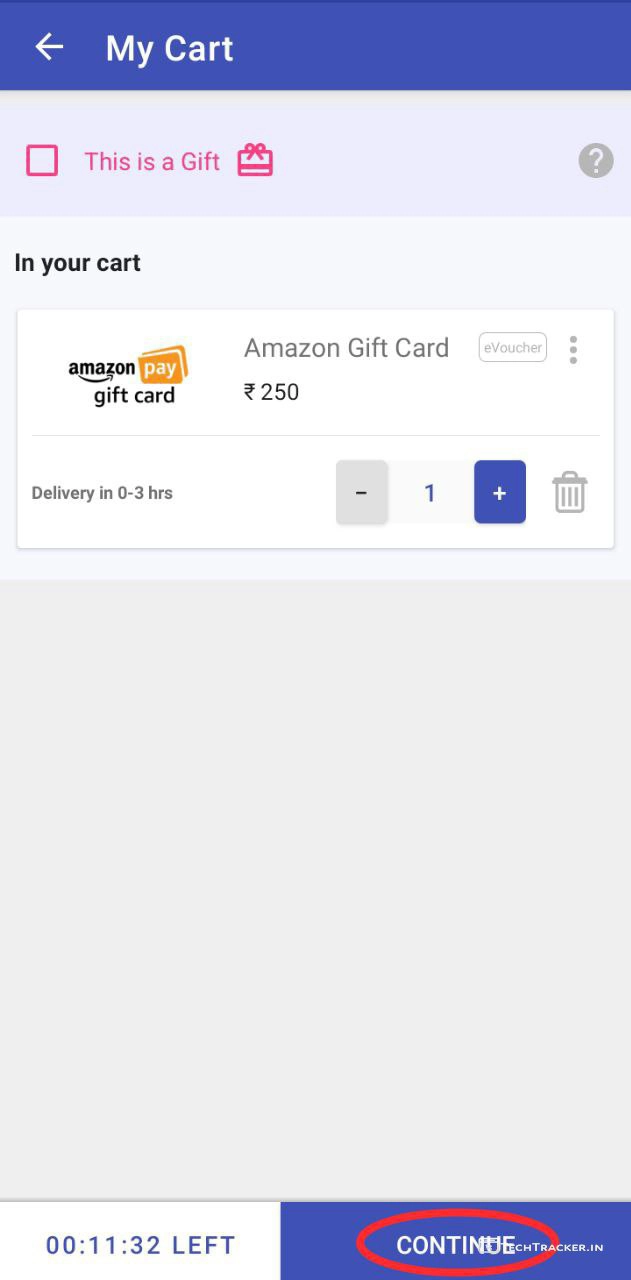 My Cart
This is a Gift
?
In your cart
amazon pay
gift card
Amazon Gift Card
eVoucher
₹ 250
Delivery in 0-3 hrs
- 1 +
00:11:32 LEFT
CONTINUE
TECHTRACKER.IN